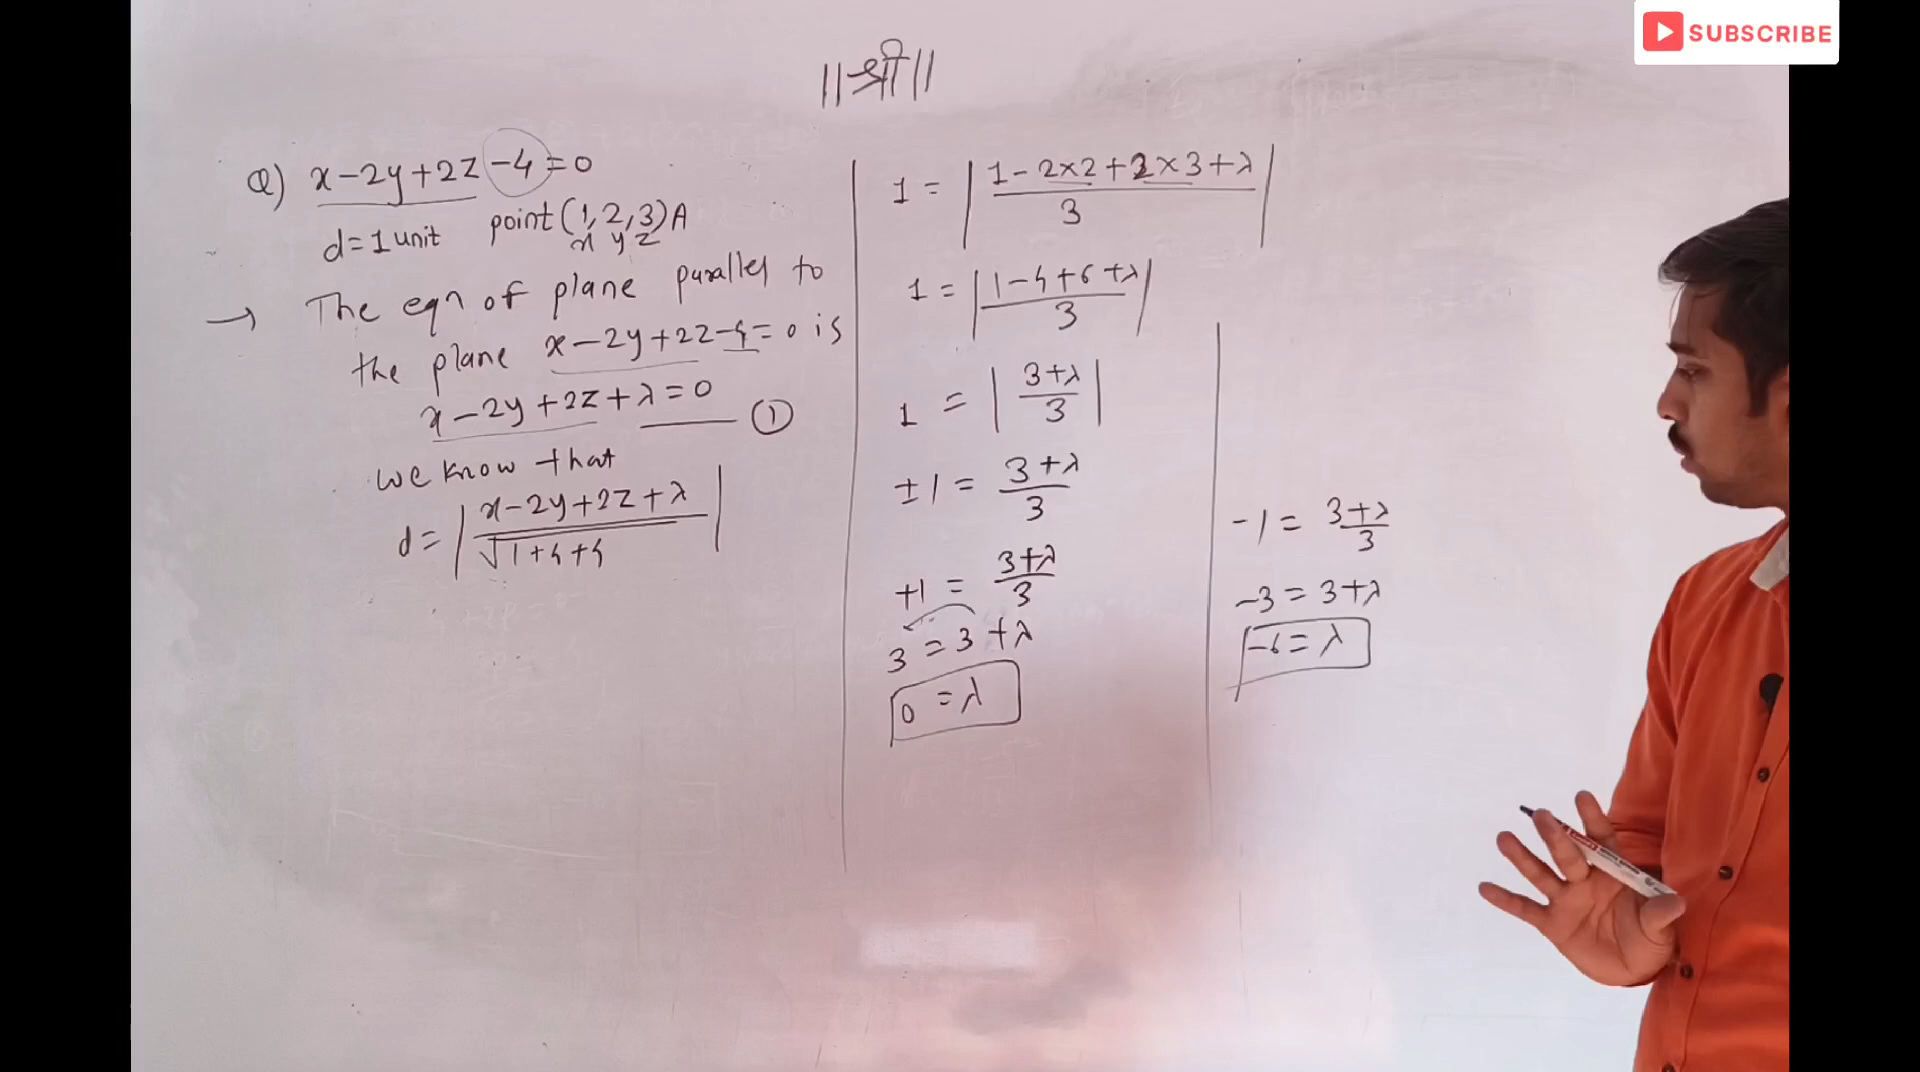 SUBSCRIBE
||श्री||
Q) x-2y+2z-4=0
d=1unit point(1,2,3)A
x y z
→ The eqn of plane parallel to
the plane x-2y+2z-4=0 is
x-2y+2z+λ=0 ①
we know that
d=|x-2y+2z+λ/√1+4+4|
1=|1-2×2+2×3+λ/3|
1=|1-4+6+λ/3|
1=|3+λ/3|
±1=3+λ/3
+1=3+λ/3
3=3+λ
0=λ
-1=3+λ/3
-3=3+λ
-6=λ